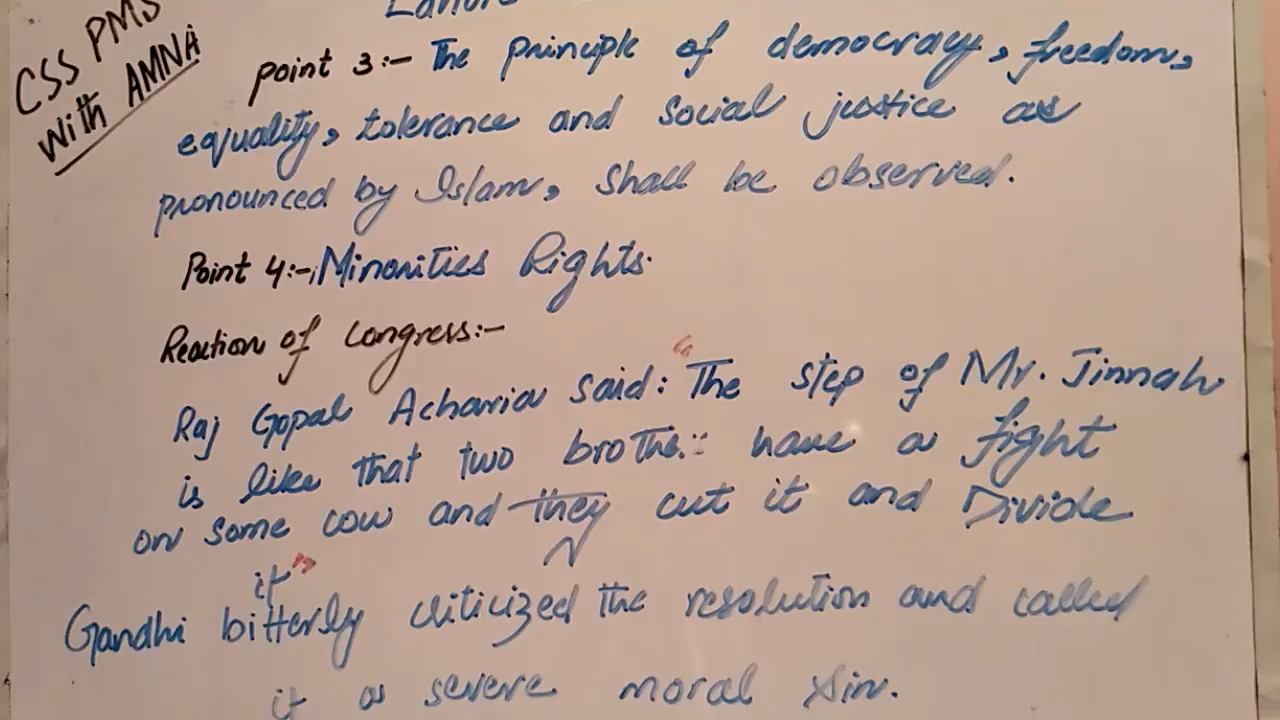 CSS PMS
With AMNA
Lahore
Point 3:- The principle of democracy, freedom,
equality, tolerance and social justice as
pronounced by Islam, Shall be observed.
Point 4:- Minorities Rights.
Reaction of Congress:-
Raj Gopal Acharia said: "The step of Mr. Jinnah
is like that two brothe.:: have a fight
on some cow and they cut it and Divide
it"
Gandhi bitterly criticized the resolution and called
it a severe moral sin.